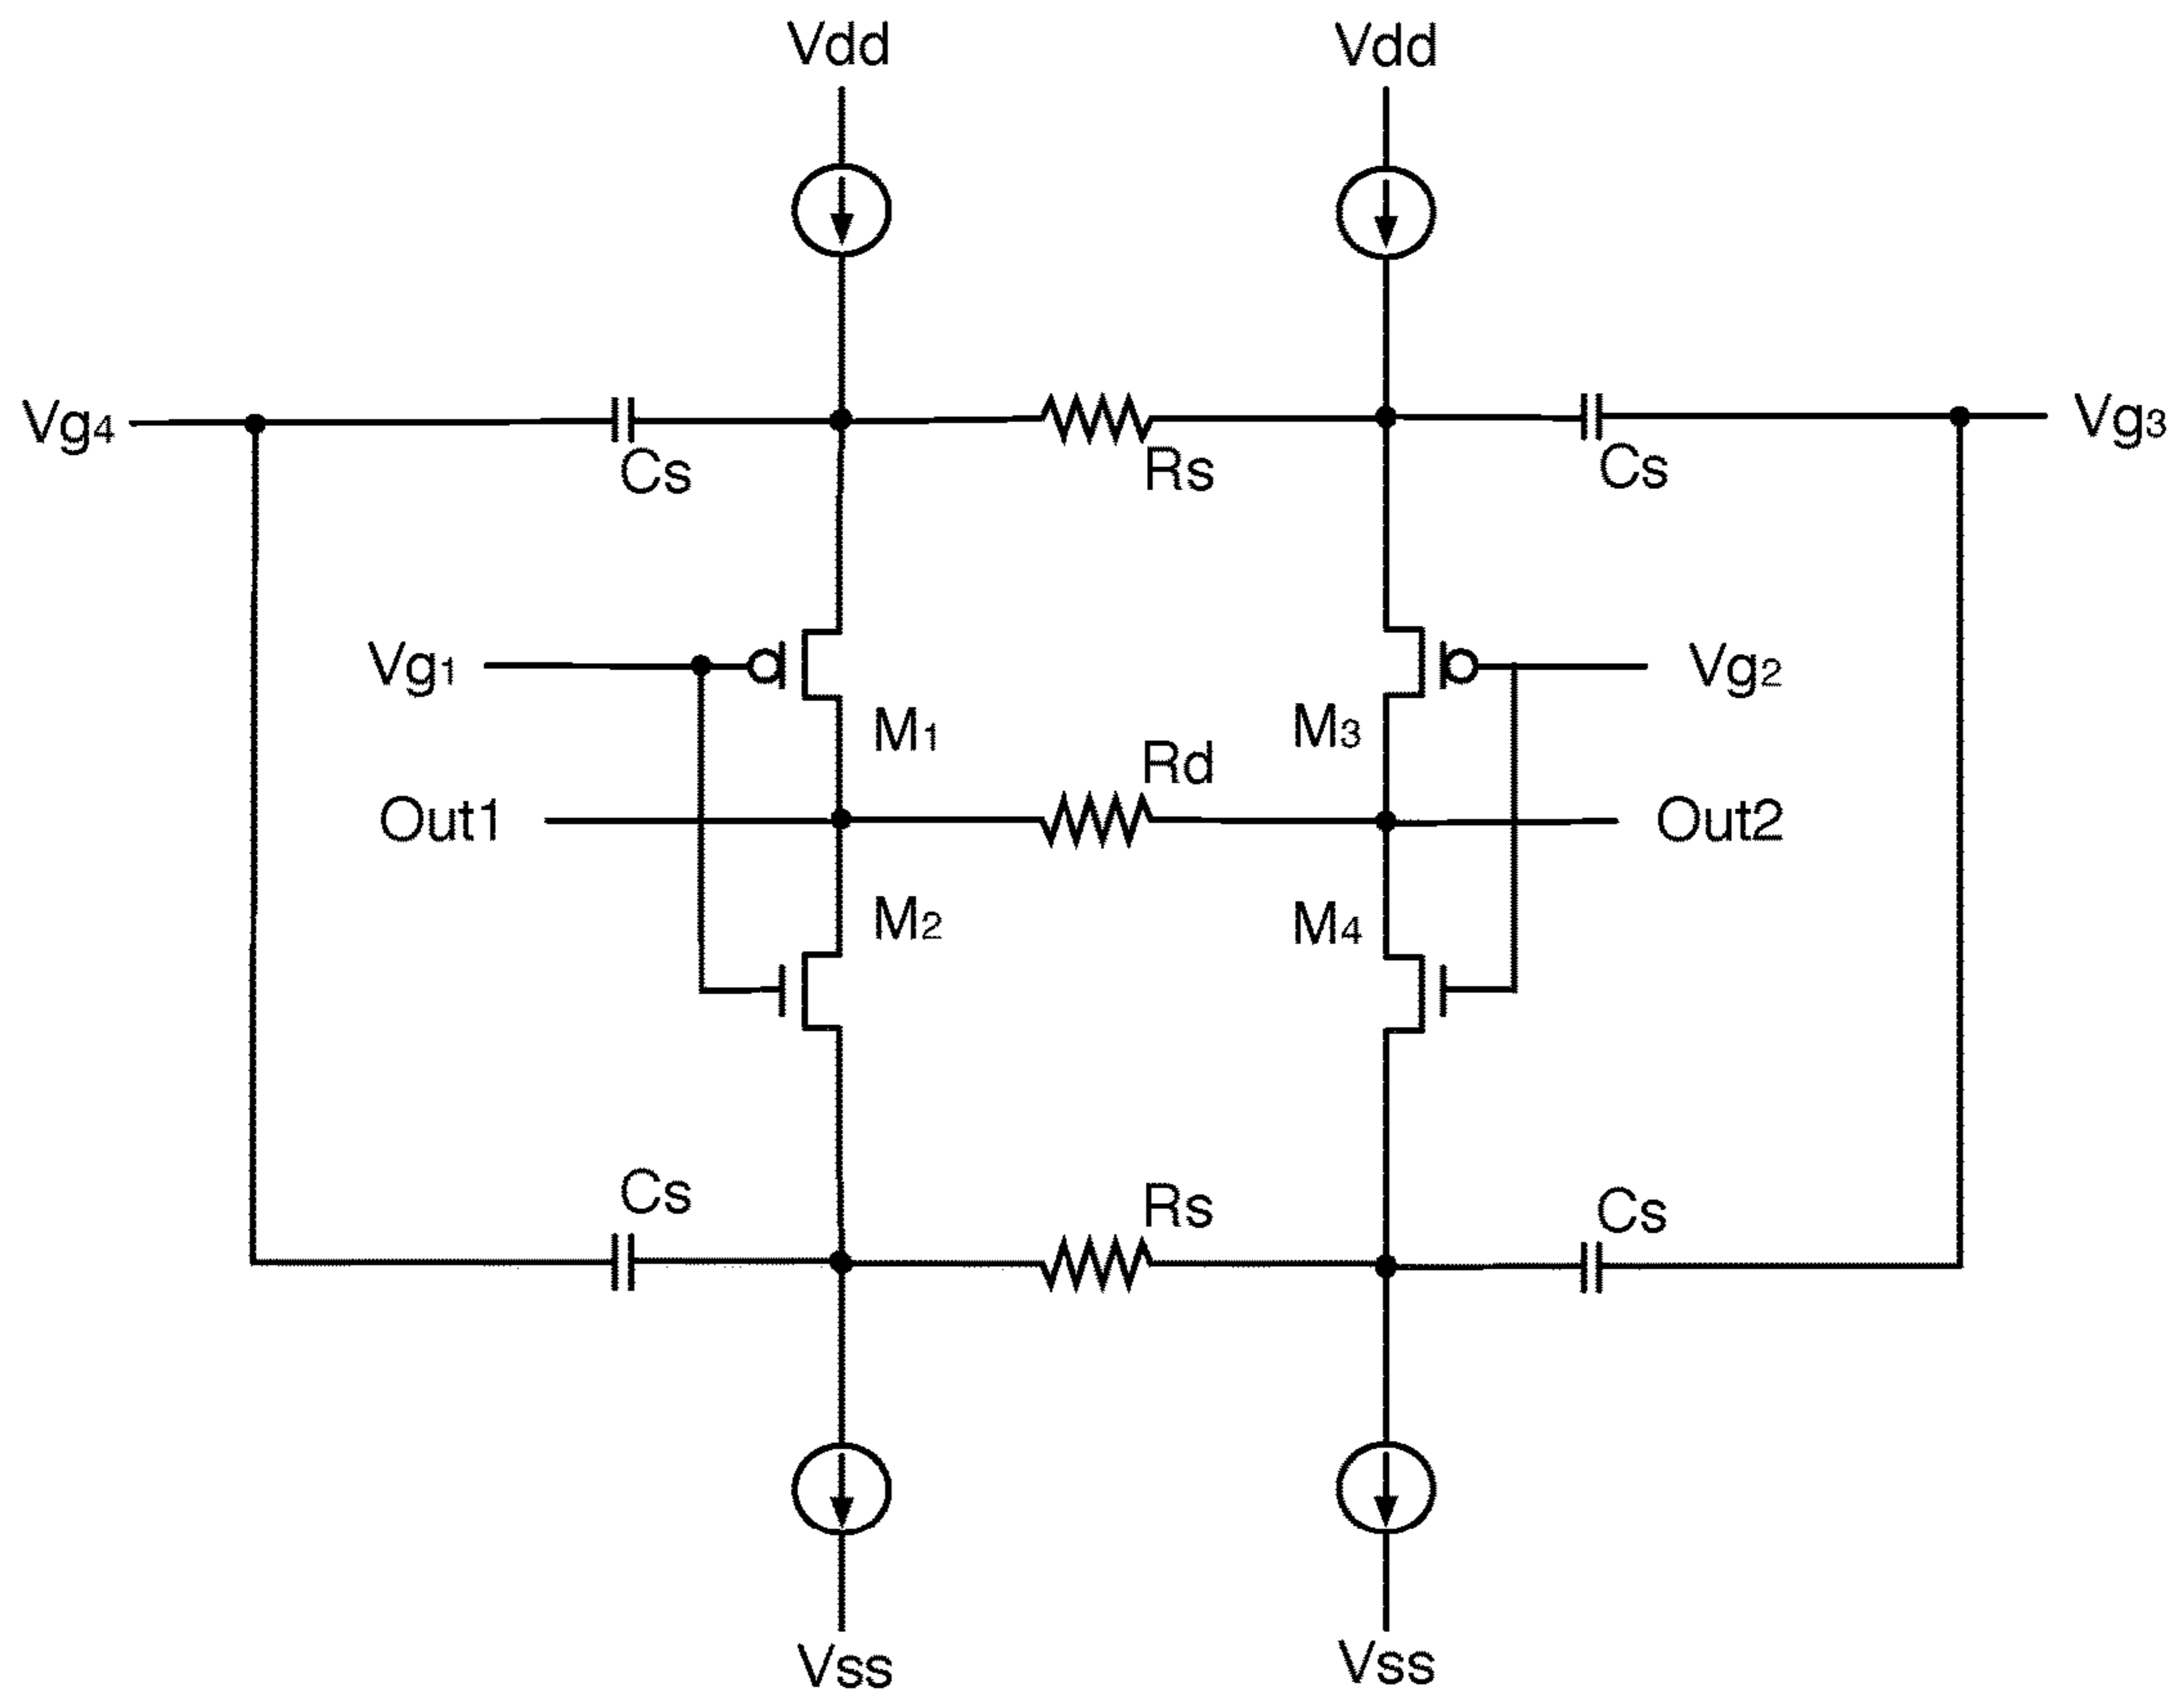 Vdd Vdd
Vg4 Cs Rs Cs Vg3
Vg1 Vg2
M1 M3
Rd
Out1 Out2
M2 M4
Cs Rs Cs
Vss Vss